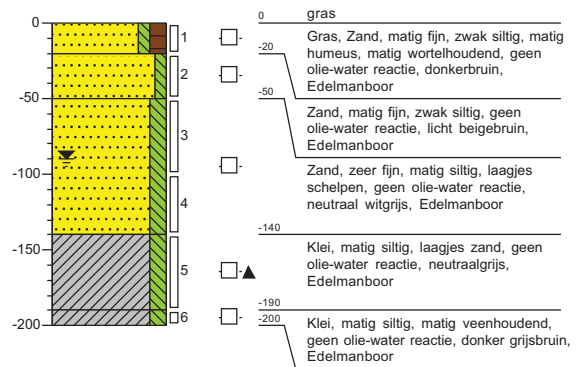 0
-50
-100
-150
-200
1
2
3
4
5
6
0 gras
Gras, Zand, matig fijn, zwak siltig, matig
humeus, matig wortelhoudend, geen
olie-water reactie, donkerbruin,
Edelmanboor
-20
Zand, matig fijn, zwak siltig, geen
olie-water reactie, licht beigebruin,
Edelmanboor
-50
Zand, zeer fijn, matig siltig, laagjes
schelpen, geen olie-water reactie,
neutraal witgrijs, Edelmanboor
-140
Klei, matig siltig, laagjes zand, geen
olie-water reactie, neutraalgrijs,
Edelmanboor
-190
Klei, matig siltig, matig veenhoudend,
geen olie-water reactie, donker grijsbruin,
Edelmanboor
-200